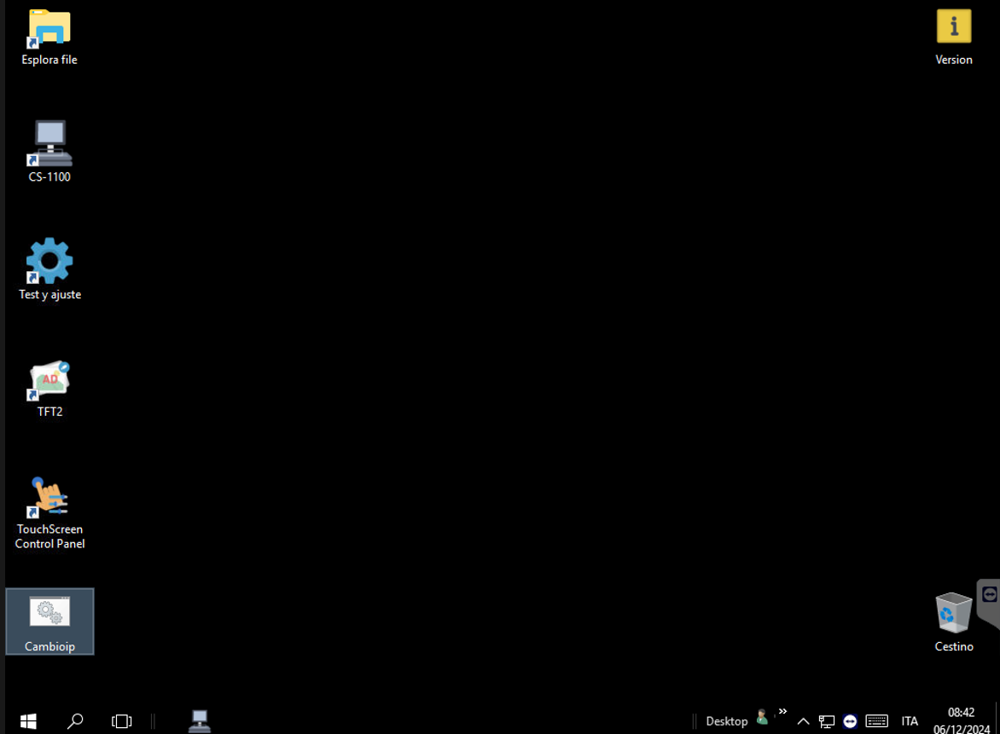 Esplora file
CS-1100
Test y ajuste
AD
TFT2
TouchScreen
Control Panel
Cambioip
Version
Cestino
Desktop
»
ITA
08:42
06/12/2024